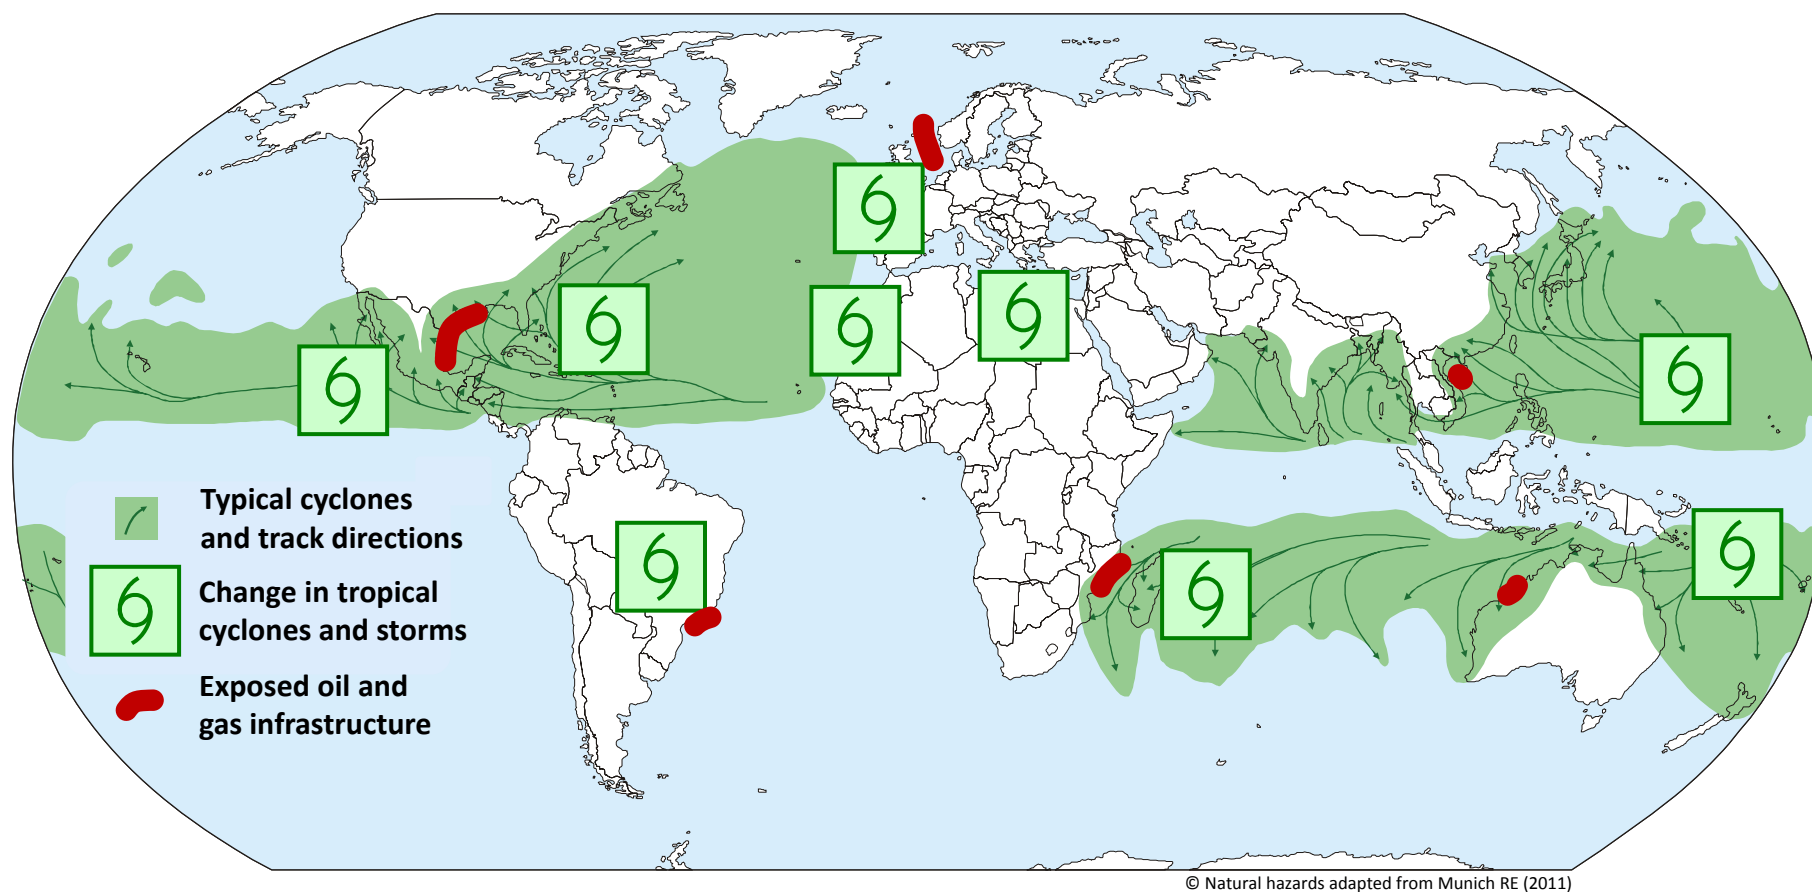 Typical cyclones
and track directions
Change in tropical
cyclones and storms
Exposed oil and
gas infrastructure
© Natural hazards adapted from Munich RE (2011)